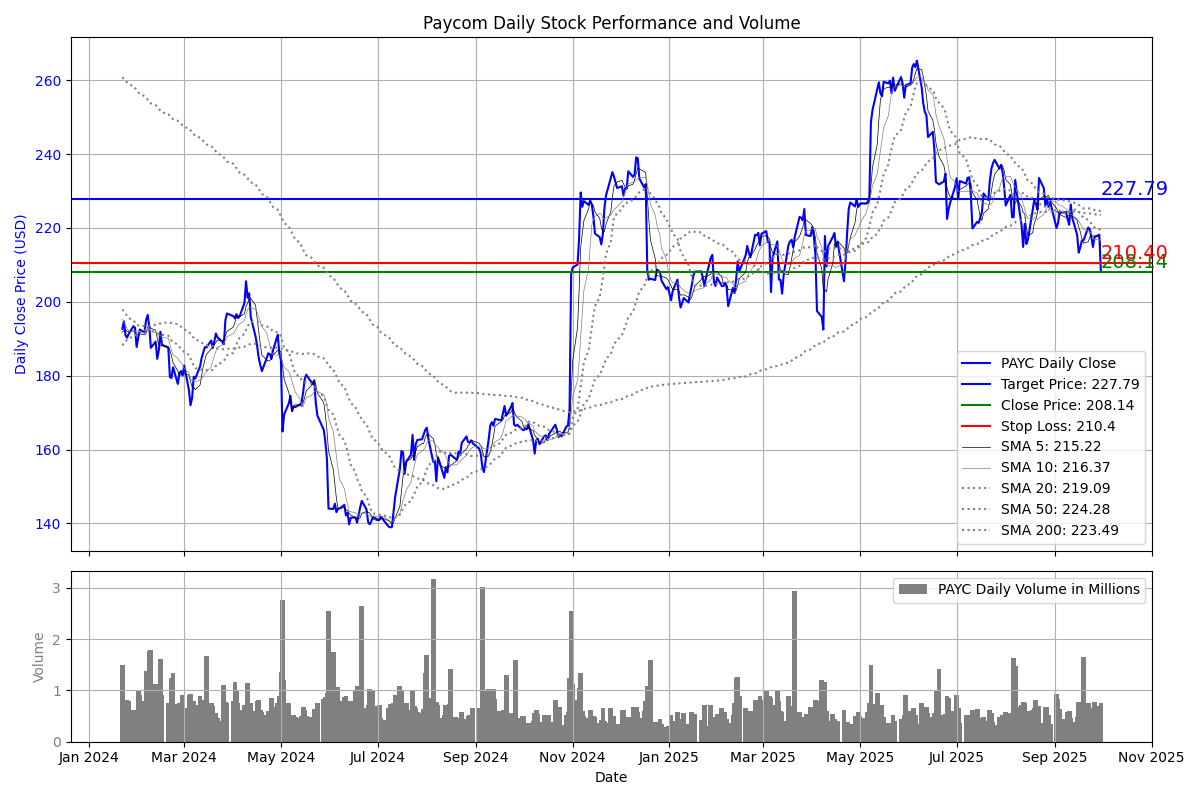 Paycom Daily Stock Performance and Volume
Daily Close Price (USD)
260
240
220
200
180
160
140
227.79
210.40
208.14
PAYC Daily Close
Target Price: 227.79
Close Price: 208.14
Stop Loss: 210.4
SMA 5: 215.22
SMA 10: 216.37
SMA 20: 219.09
SMA 50: 224.28
SMA 200: 223.49
Volume
3
2
1
0
PAYC Daily Volume in Millions
Jan 2024
Mar 2024
May 2024
Jul 2024
Sep 2024
Nov 2024
Jan 2025
Mar 2025
May 2025
Jul 2025
Sep 2025
Nov 2025
Date